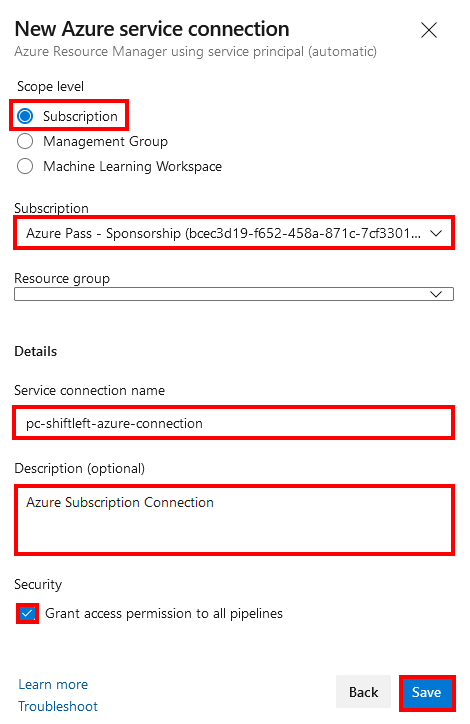 New Azure service connection
Azure Resource Manager using service principal (automatic)
Scope level
Subscription
Management Group
Machine Learning Workspace
Subscription
Azure Pass - Sponsorship (bcec3d19-f652-458a-871c-7cf3301...
Resource group
Details
Service connection name
pc-shiftleft-azure-connection
Description (optional)
Azure Subscription Connection
Security
Grant access permission to all pipelines
Learn more
Troubleshoot
Back
Save